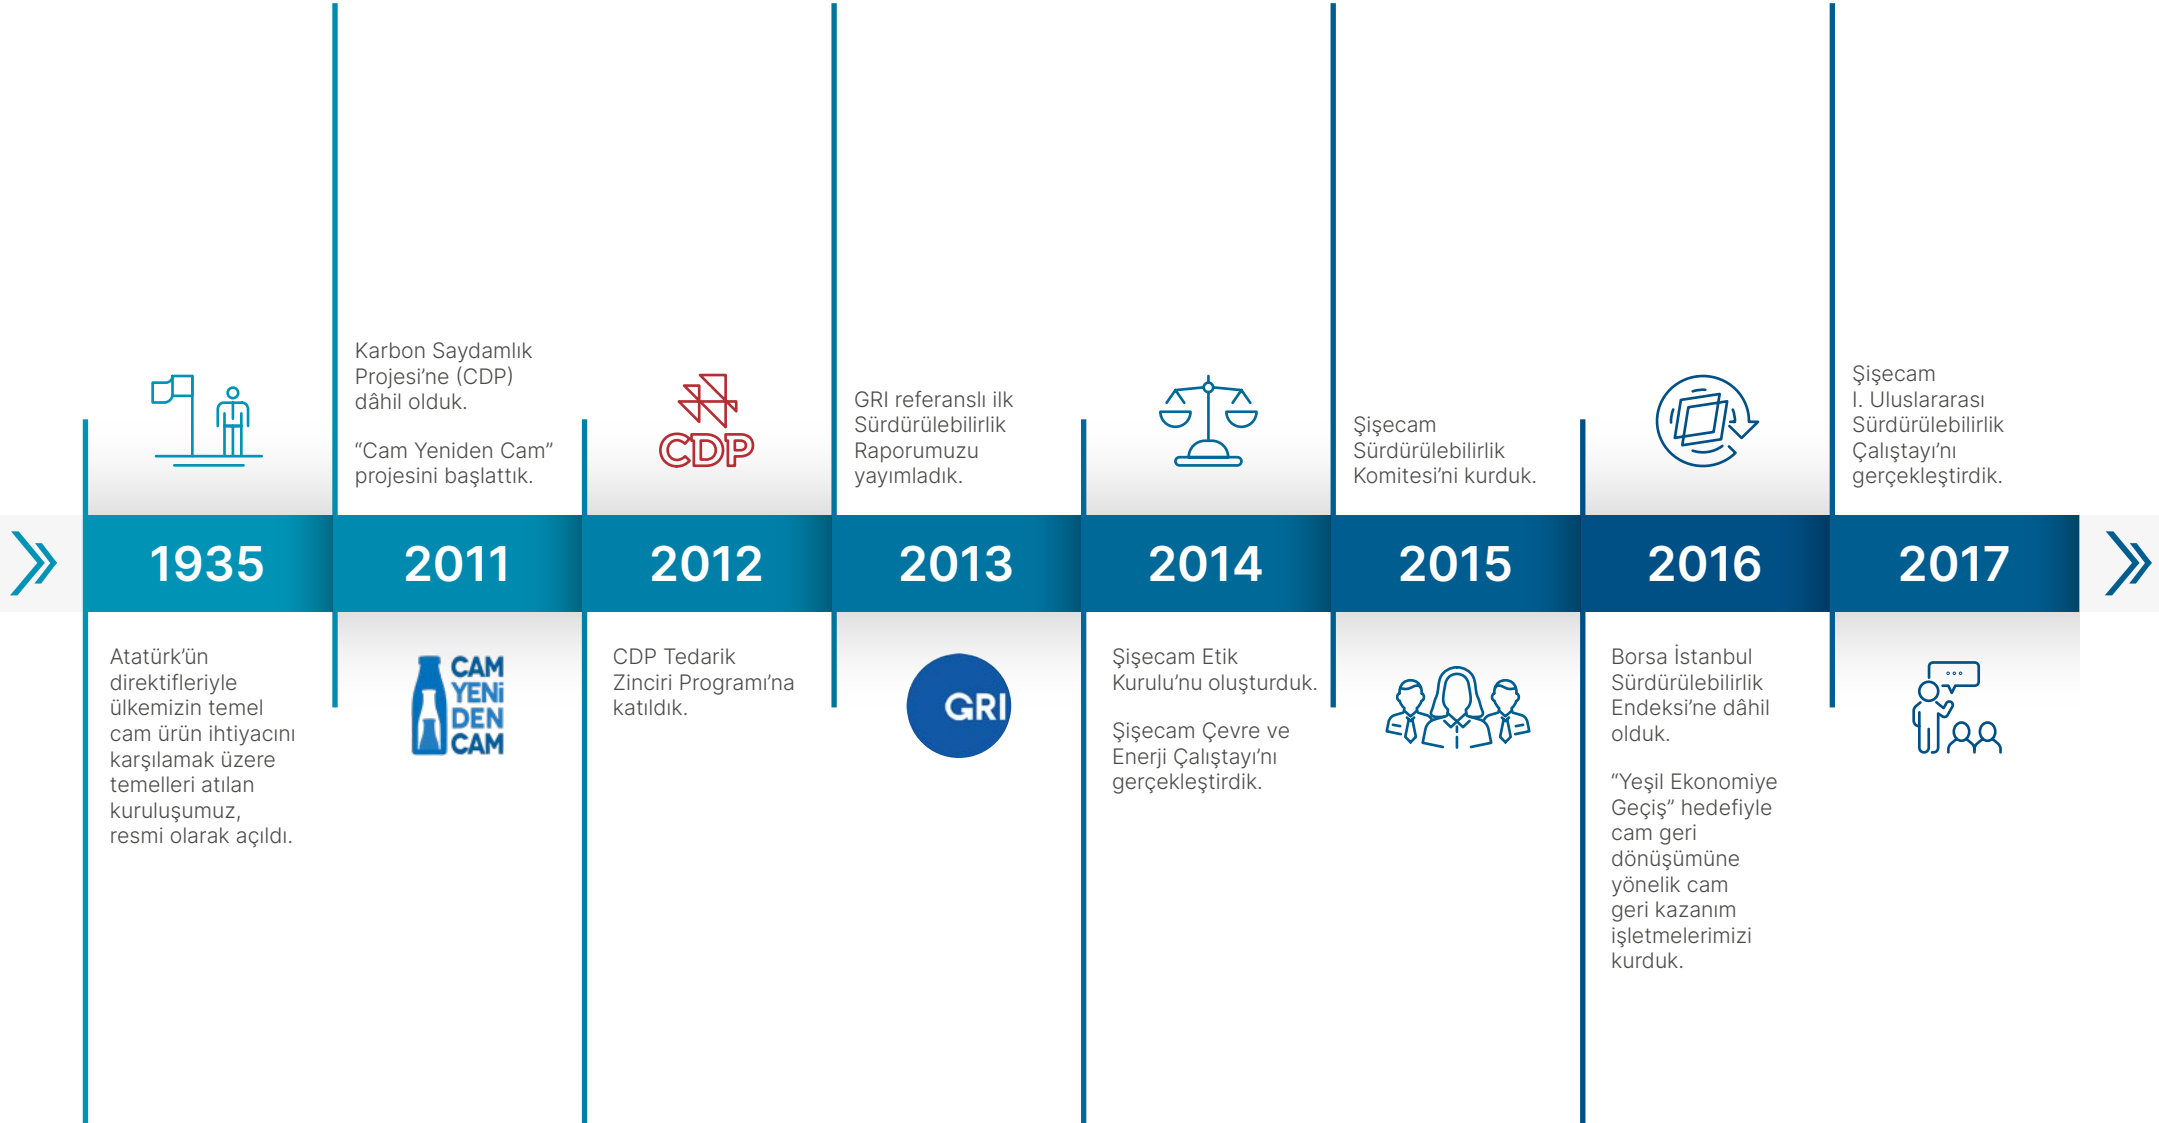 1935
Atatürk’ün
direktifleriyle
ülkemizin temel
cam ürün ihtiyacını
karşılamak üzere
temelleri atılan
kuruluşumuz,
resmi olarak açıldı.
Karbon Saydamlık
Projesi’ne (CDP)
dâhil olduk.
“Cam Yeniden Cam”
projesini başlattık.
2011
CAM
YENi
DEN
CAM
CDP
2012
CDP Tedarik
Zinciri Programı’na
katıldık.
GRI referanslı ilk
Sürdürülebilirlik
Raporumuzu
yayımladık.
2013
GRI
2014
Şişecam Etik
Kurulu’nu oluşturduk.
Şişecam Çevre ve
Enerji Çalıştayı’nı
gerçekleştirdik.
Şişecam
Sürdürülebilirlik
Komitesi’ni kurduk.
2015
2016
Borsa İstanbul
Sürdürülebilirlik
Endeksi’ne dâhil
olduk.
“Yeşil Ekonomiye
Geçiş” hedefiyle
cam geri
dönüşümüne
yönelik cam
geri kazanım
işletmelerimizi
kurduk.
Şişecam
I. Uluslararası
Sürdürülebilirlik
Çalıştayı’nı
gerçekleştirdik.
2017